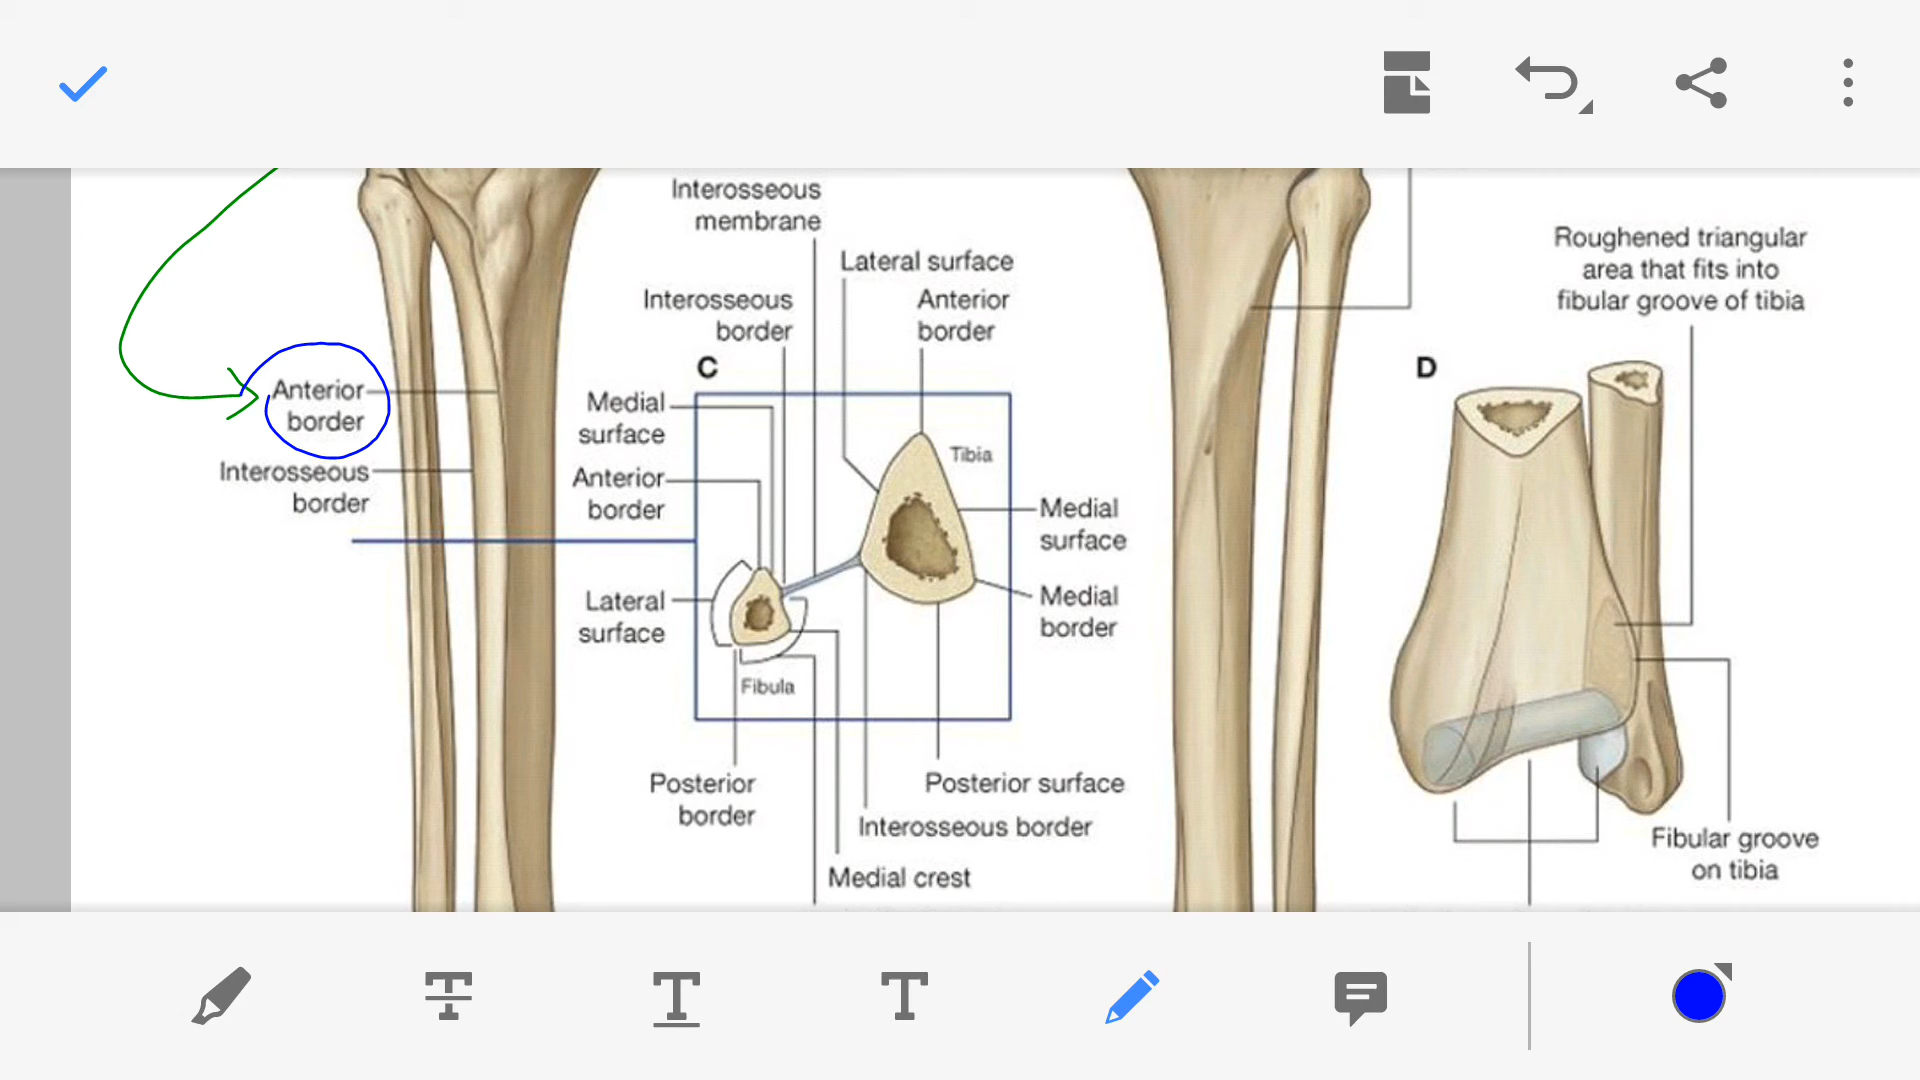 Interosseous
membrane
Lateral surface
Interosseous
border
Anterior
border
C
Medial
surface
Anterior
border
Tibia
Medial
surface
Medial
border
Lateral
surface
Fibula
Posterior
border
Posterior surface
Interosseous border
Medial crest
Anterior
border
Interosseous
border
Roughened triangular
area that fits into
fibular groove of tibia
D
Fibular groove
on tibia